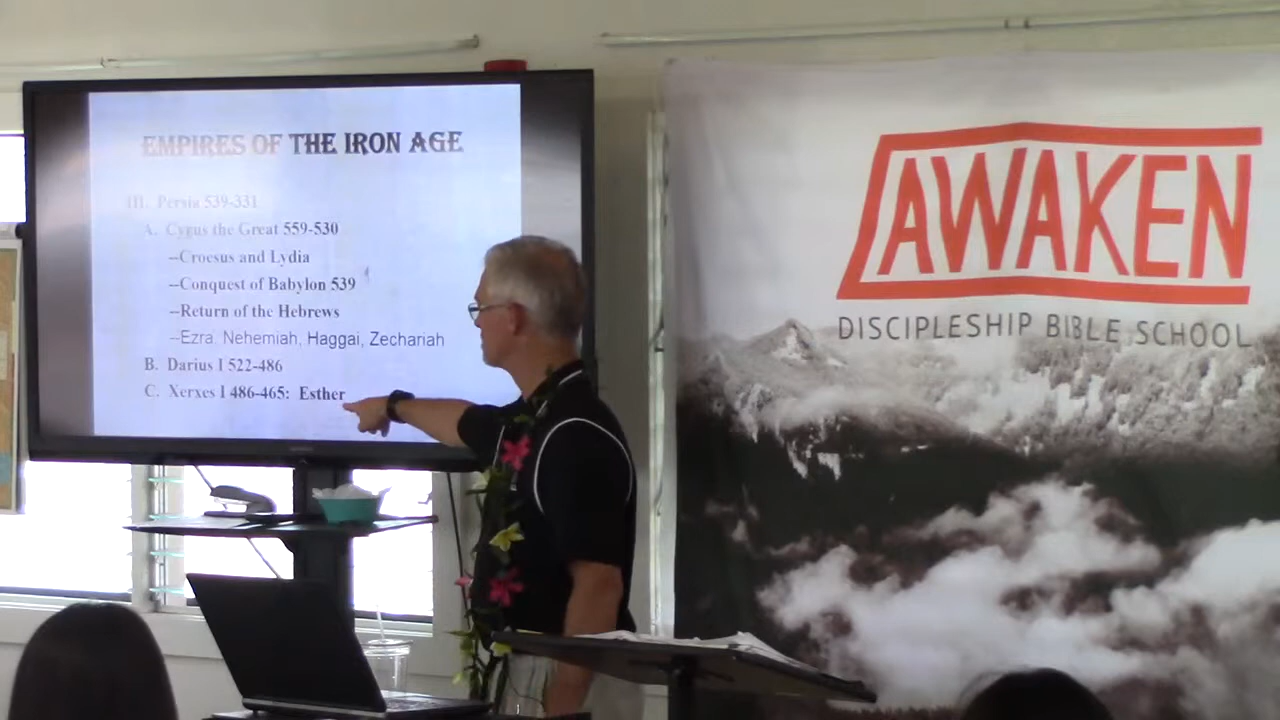 EMPIRES OF THE IRON AGE
III. Persia 539-331
A. Cyrus the Great 559-530
--Croesus and Lydia
--Conquest of Babylon 539
--Return of the Hebrews
--Ezra. Nehemiah, Haggai, Zechariah
B. Darius I 522-486
C. Xerxes I 486-465: Esther
AWAKEN
DISCIPLESHIP BIBLE SCHOOL